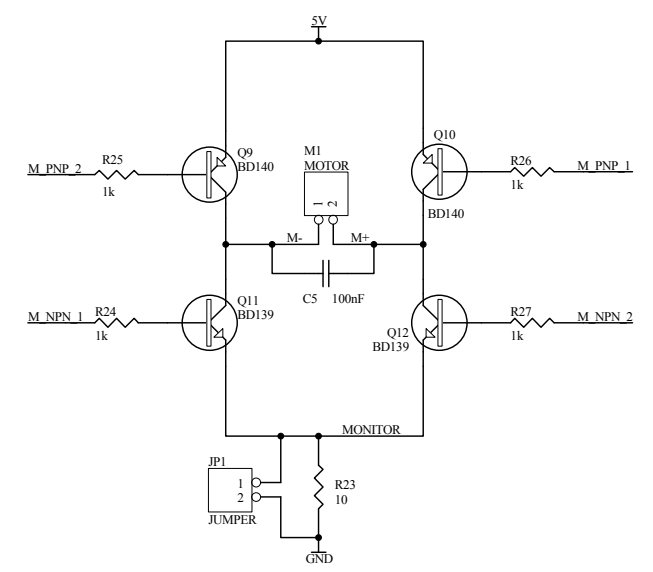 5V
Q10
Q9
BD140
M1
MOTOR
R25
M_PNP_2
1k
R26
M_PNP_1
1k
BD140
1
2
M-
M+
C5
100nF
Q11
BD139
R24
M_NPN_1
1k
R27
M_NPN_2
1k
Q12
BD139
MONITOR
JP1
1
2
JUMPER
R23
10
GND